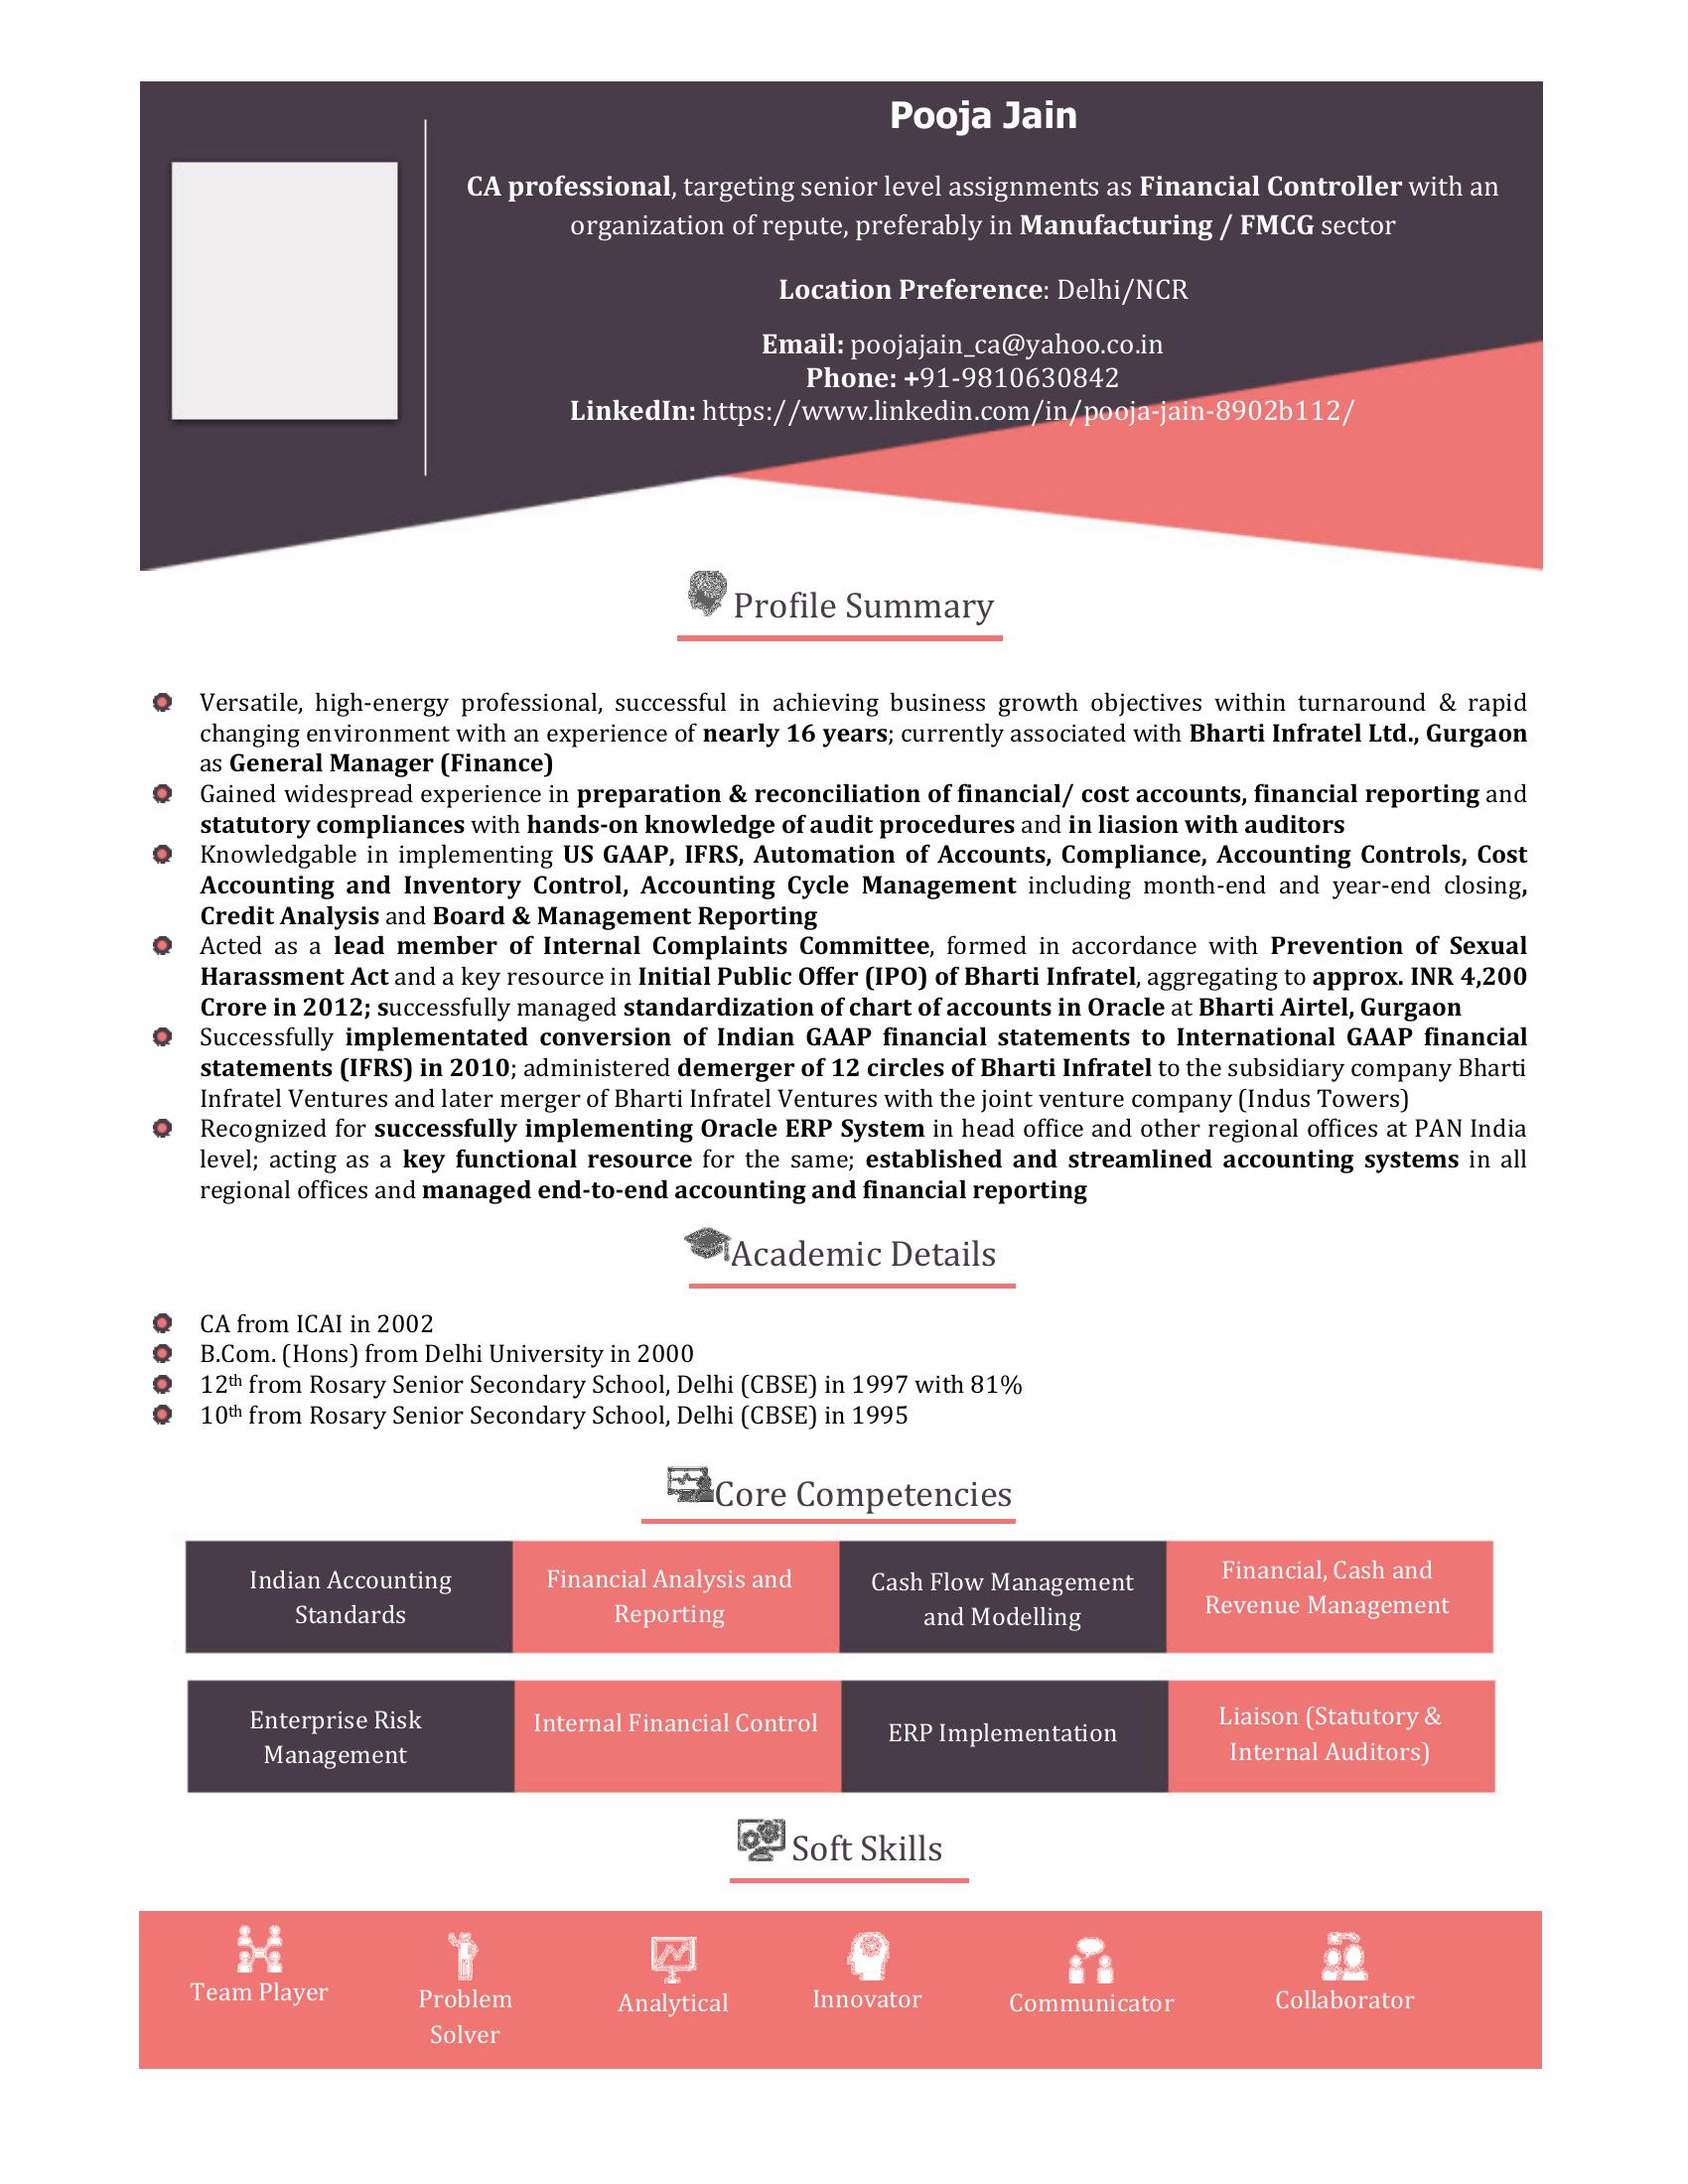 Pooja Jain
CA professional, targeting senior level assignments as Financial Controller with an
organization of repute, preferably in Manufacturing / FMCG sector
Location Preference: Delhi/NCR
Email: poojajain_ca@yahoo.co.in
Phone: +91-9810630842
LinkedIn: https://www.linkedin.com/in/pooja-jain-8902b112/
Profile Summary
Versatile, high-energy professional, successful in achieving business growth objectives within turnaround & rapid
changing environment with an experience of nearly 16 years; currently associated with Bharti Infratel Ltd., Gurgaon
as General Manager (Finance)
Gained widespread experience in preparation & reconciliation of financial/ cost accounts, financial reporting and
statutory compliances with hands-on knowledge of audit procedures and in liasion with auditors
Knowledgable in implementing US GAAP, IFRS, Automation of Accounts, Compliance, Accounting Controls, Cost
Accounting and Inventory Control, Accounting Cycle Management including month-end and year-end closing,
Credit Analysis and Board & Management Reporting
Acted as a lead member of Internal Complaints Committee, formed in accordance with Prevention of Sexual
Harassment Act and a key resource in Initial Public Offer (IPO) of Bharti Infratel, aggregating to approx. INR 4,200
Crore in 2012; successfully managed standardization of chart of accounts in Oracle at Bharti Airtel, Gurgaon
Successfully implementated conversion of Indian GAAP financial statements to International GAAP financial
statements (IFRS) in 2010; administered demerger of 12 circles of Bharti Infratel to the subsidiary company Bharti
Infratel Ventures and later merger of Bharti Infratel Ventures with the joint venture company (Indus Towers)
Recognized for successfully implementing Oracle ERP System in head office and other regional offices at PAN India
level; acting as a key functional resource for the same; established and streamlined accounting systems in all
regional offices and managed end-to-end accounting and financial reporting
Academic Details
CA from ICAI in 2002
B.Com. (Hons) from Delhi University in 2000
12th from Rosary Senior Secondary School, Delhi (CBSE) in 1997 with 81%
10th from Rosary Senior Secondary School, Delhi (CBSE) in 1995
Core Competencies
Indian Accounting
Standards
Financial Analysis and
Reporting
Cash Flow Management
and Modelling
Financial, Cash and
Revenue Management
Enterprise Risk
Management
Internal Financial Control
ERP Implementation
Liaison (Statutory &
Internal Auditors)
Soft Skills
Team Player
Problem
Solver
Analytical
Innovator
Communicator
Collaborator